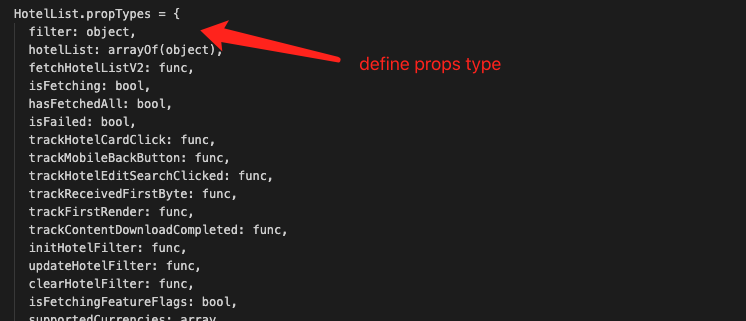 HotelList.propTypes = {
filter: object,
hotelList: arrayOf(object),
define props type
fetchHotelListV2: func,
isFetching: bool,
hasFetchedAll: bool,
isFailed: bool,
trackHotelCardClick: func,
trackMobileBackButton: func,
trackHotelEditSearchClicked: func,
trackReceivedFirstByte: func,
trackFirstRender: func,
trackContentDownloadCompleted: func,
initHotelFilter: func,
updateHotelFilter: func,
clearHotelFilter: func,
isFetchingFeatureFlags: bool,
supportedCurrencies: array